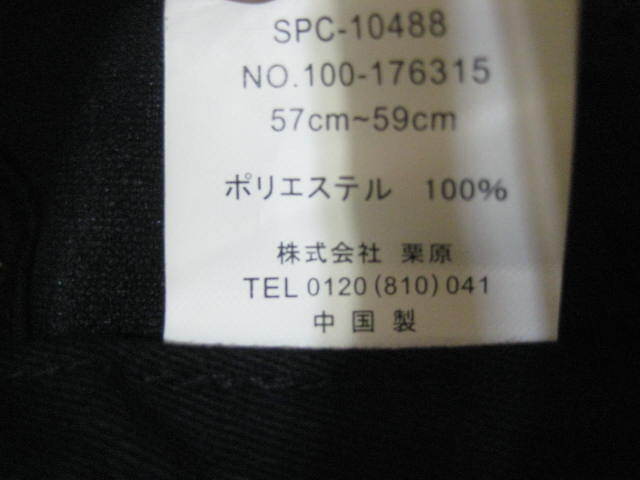 SPC-10488
NO.100-176315
57cm~59cm
ポリエステル 100%
株式会社 栗原
TEL 0120(810)041
中国製